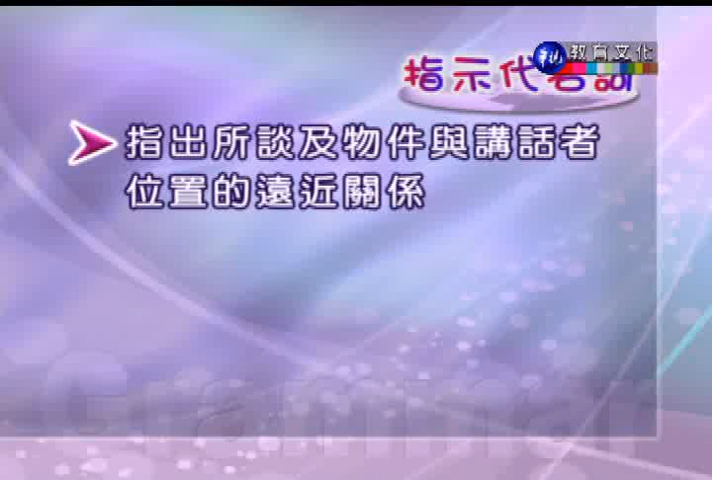 教育文化
指示代名詞
指出所談及物件與講話者
位置的遠近關係
Grammar